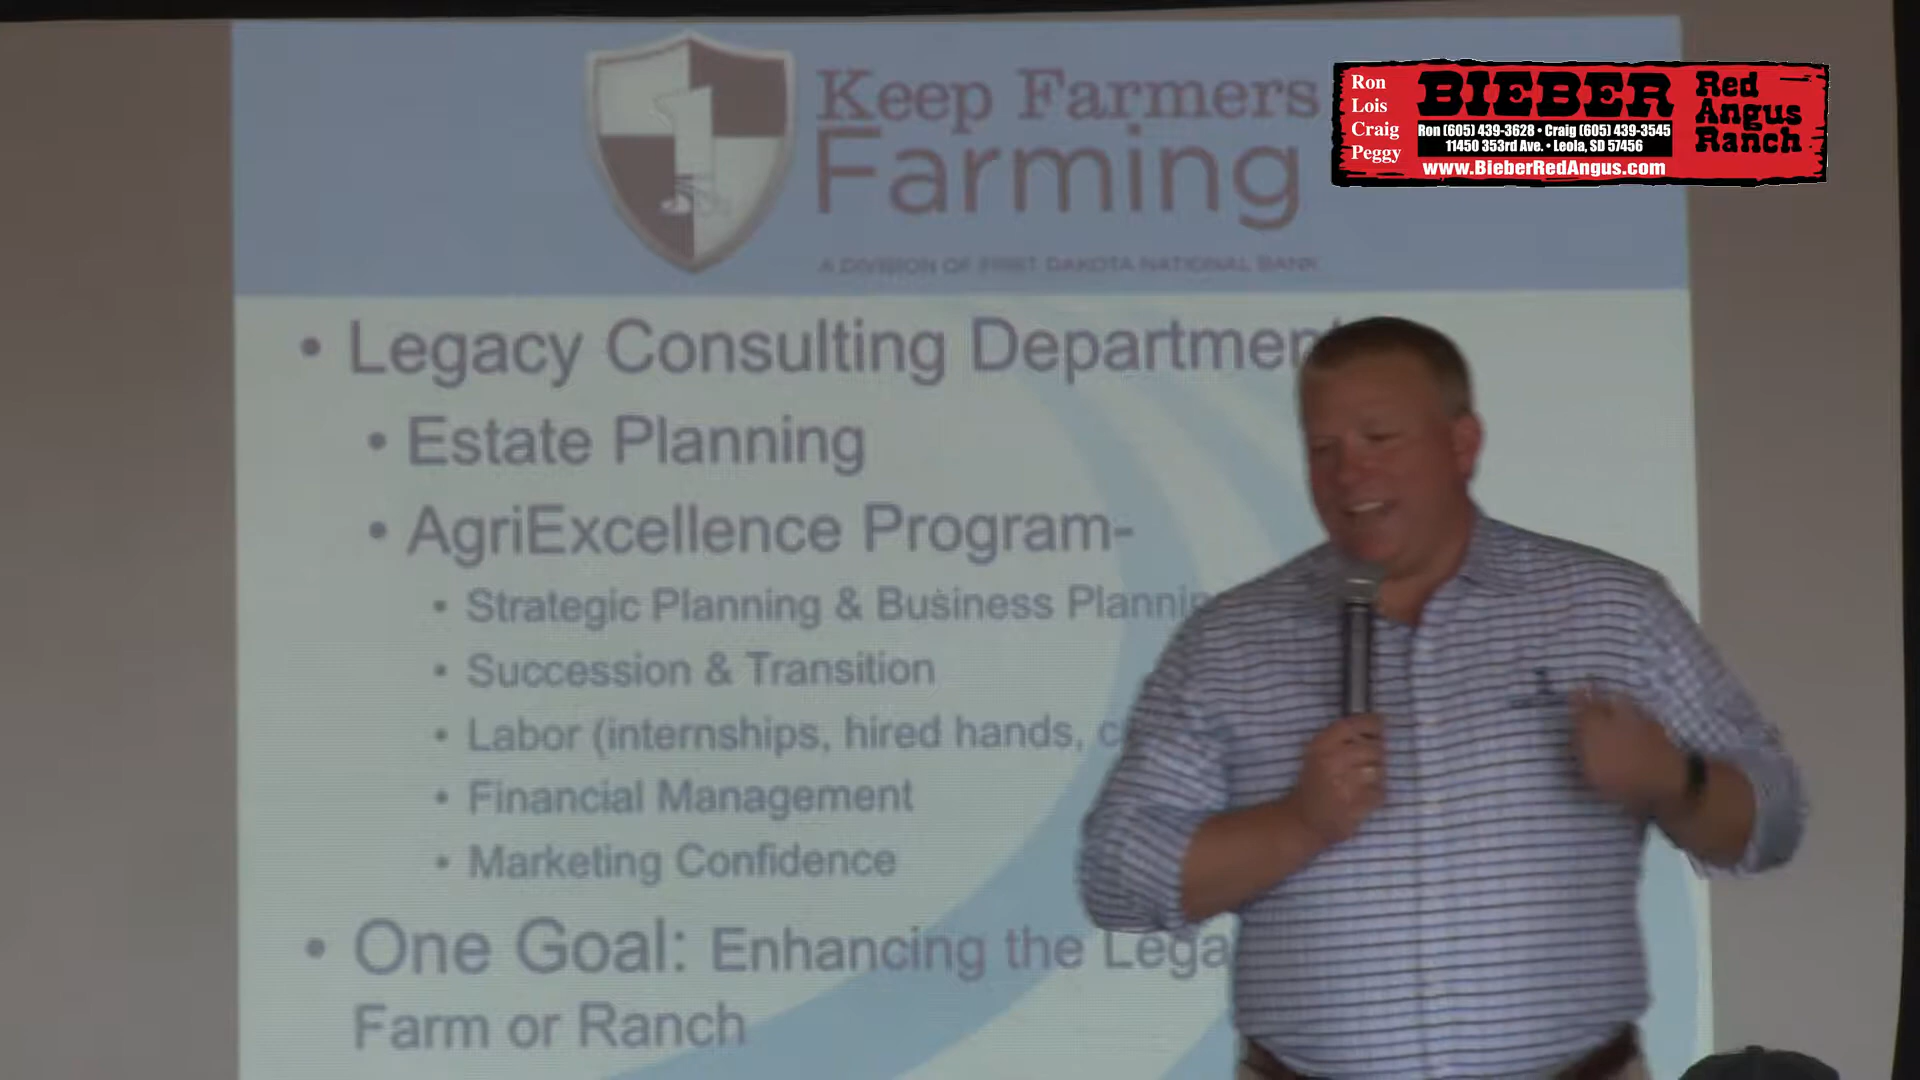 Keep Farmers
Farming
A DIVISION OF FIRST DAKOTA NATIONAL BANK
Ron
Lois
Craig
Peggy
BIEBER
Ron (605) 439-3628 • Craig (605) 439-3545
11450 353rd Ave. • Leola, SD 57456
www.BieberRedAngus.com
Red
Angus
Ranch
• Legacy Consulting
• Estate Planning
• AgriExcellence Program-
• Strategic Planning & Business
• Succession & Transition
• Labor (internships, hired hands,
• Financial Management
• Marketing Confidence
• One Goal: Enhancing the
Farm or Ranch